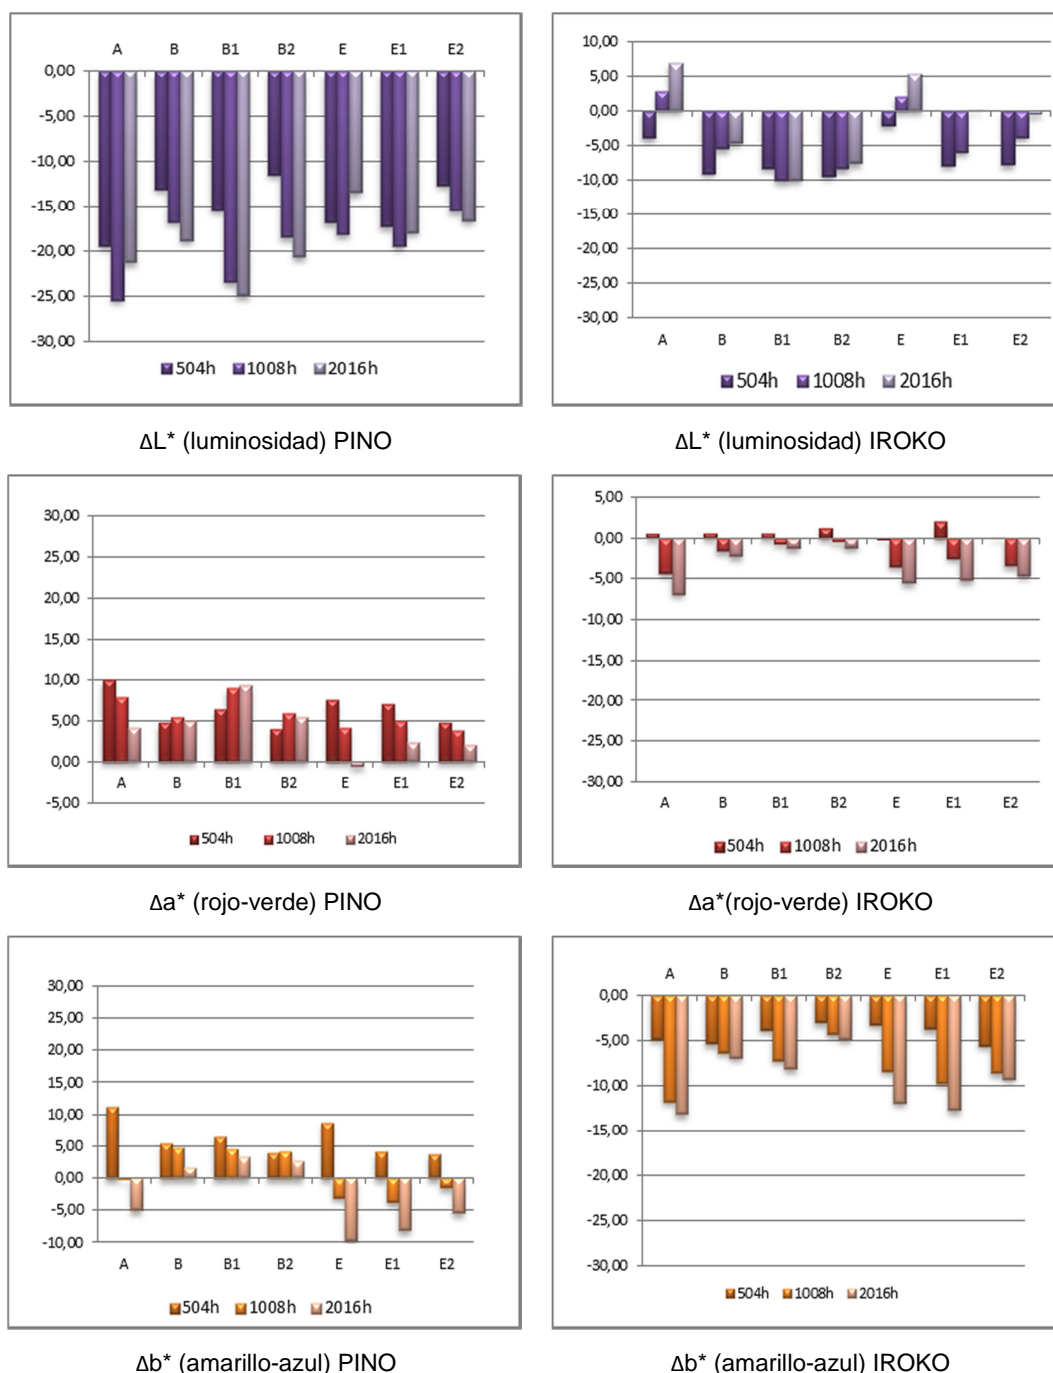 A B B1 B2 E E1 E2
0,00
-5,00
-10,00
-15,00
-20,00
-25,00
-30,00
504h 1008h 2016h
ΔL* (luminosidad) PINO
10,00
5,00
0,00
-5,00
-10,00
-15,00
-20,00
-25,00
-30,00
A B B1 B2 E E1 E2
504h 1008h 2016h
ΔL* (luminosidad) IROKO
30,00
25,00
20,00
15,00
10,00
5,00
0,00
-5,00
A B B1 B2 E E1 E2
504h 1008h 2016h
Δa* (rojo-verde) PINO
5,00
0,00
-5,00
-10,00
-15,00
-20,00
-25,00
-30,00
A B B1 B2 E E1 E2
504h 1008h 2016h
Δa*(rojo-verde) IROKO
30,00
25,00
20,00
15,00
10,00
5,00
0,00
-5,00
-10,00
A B B1 B2 E E1 E2
504h 1008h 2016h
Δb* (amarillo-azul) PINO
A B B1 B2 E E1 E2
0,00
-5,00
-10,00
-15,00
-20,00
-25,00
-30,00
504h 1008h 2016h
Δb* (amarillo-azul) IROKO